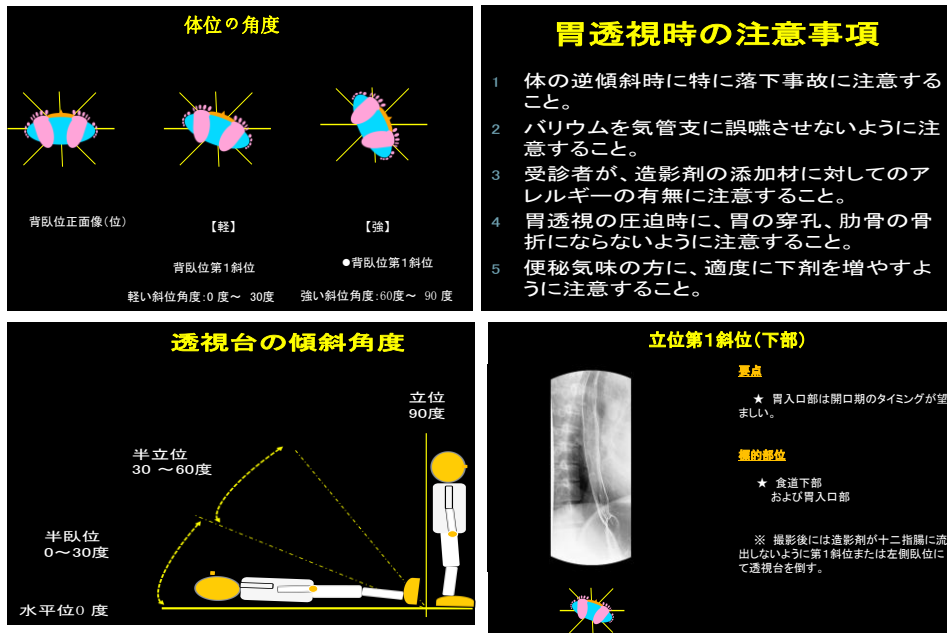 体位の角度
背臥位正面像(位)
【軽】
【強】
背臥位第1斜位
●背臥位第1斜位
軽い斜位角度:0 度～ 30度
強い斜位角度:60度～ 90 度
胃透視時の注意事項
1 体の逆傾斜時に特に落下事故に注意する
こと。
2 バリウムを気管支に誤嚥させないように注
意すること。
3 受診者が、造影剤の添加材に対してのア
レルギーの有無に注意すること。
4 胃透視の圧迫時に、胃の穿孔、肋骨の骨
折にならないように注意すること。
5 便秘気味の方に、適度に下剤を増やすよ
うに注意すること。
透視台の傾斜角度
立位
90度
半立位
30 ～60度
半臥位
0～30度
水平位0 度
立位第1斜位(下部)
要点
★ 胃入口部は開口期のタイミングが望
ましい。
標的部位
★ 食道下部
および胃入口部
※ 撮影後には造影剤が十二指腸に流
出しないように第1斜位または左側臥位に
て透視台を倒す。